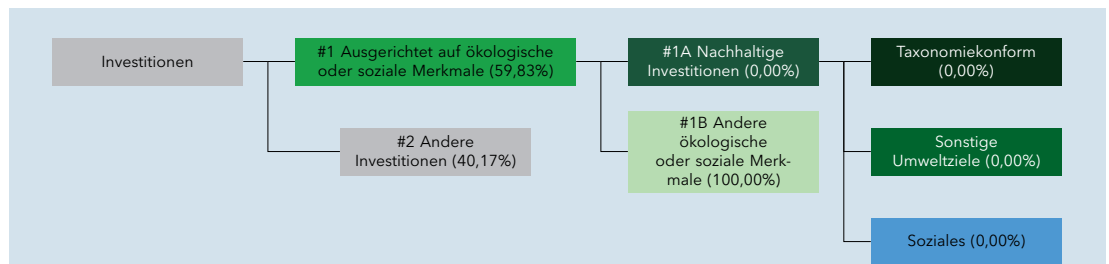 Investitionen
#1 Ausgerichtet auf ökologische
oder soziale Merkmale (59,83%)
#2 Andere
Investitionen (40,17%)
#1A Nachhaltige
Investitionen (0,00%)
#1B Andere
ökologische
oder soziale Merk-
male (100,00%)
Taxonomiekonform
(0,00%)
Sonstige
Umweltziele (0,00%)
Soziales (0,00%)